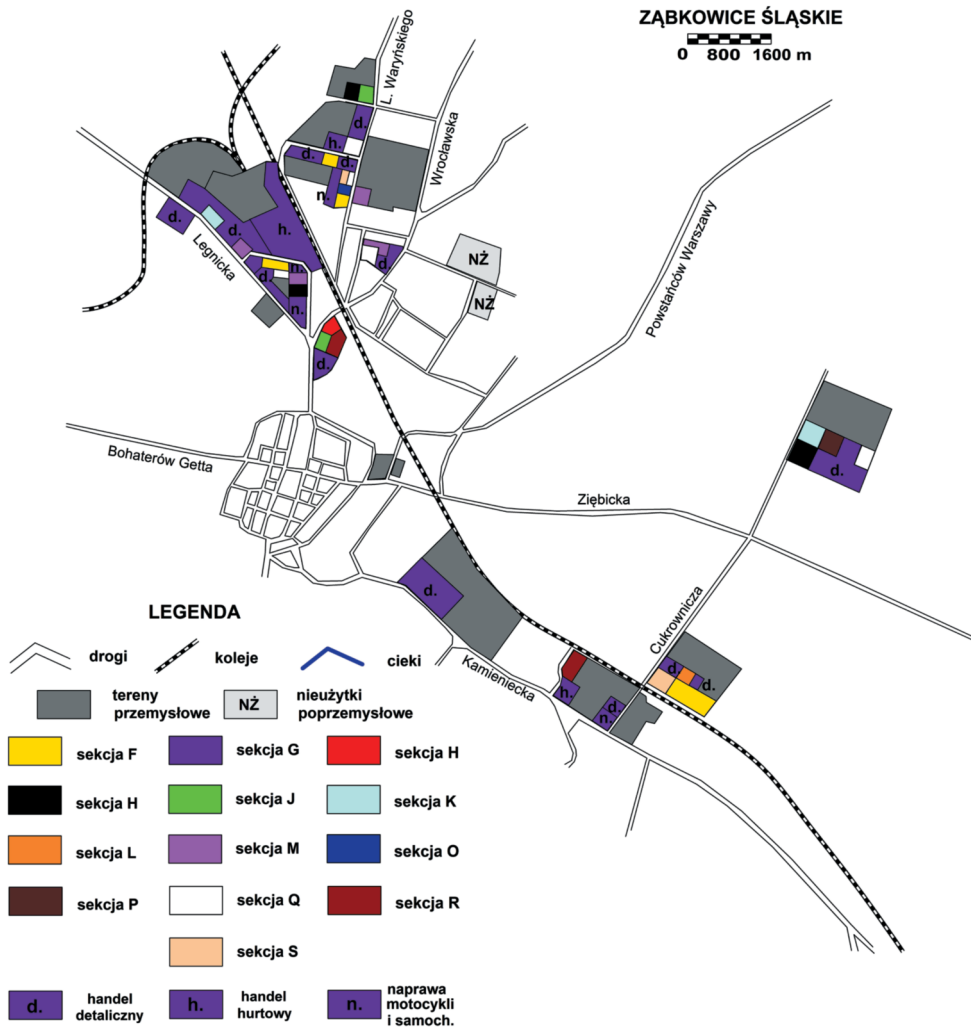 ZĄBKOWICE ŚLĄSKIE
0 800 1600 m
L. Waryńskiego
Wrocławska
d.
h.
d.
d.
n.
d.
d.
h.
Legnicka
d.
n.
d.
n.
NŻ
NŻ
d.
Powstańców Warszawy
Bohaterów Getta
d.
Ziębicka
d.
Cukrownicza
Kamieniecka
d.
d.
h.
d.
n.
LEGENDA
drogi
koleje
cieki
tereny
przemysłowe
NŻ
nieużytki
poprzemysłowe
sekcja F
sekcja G
sekcja H
sekcja H
sekcja J
sekcja K
sekcja L
sekcja M
sekcja O
sekcja P
sekcja Q
sekcja R
sekcja S
d.
handel
detaliczny
h.
handel
hurtowy
n.
naprawa
motocykli
i samoch.